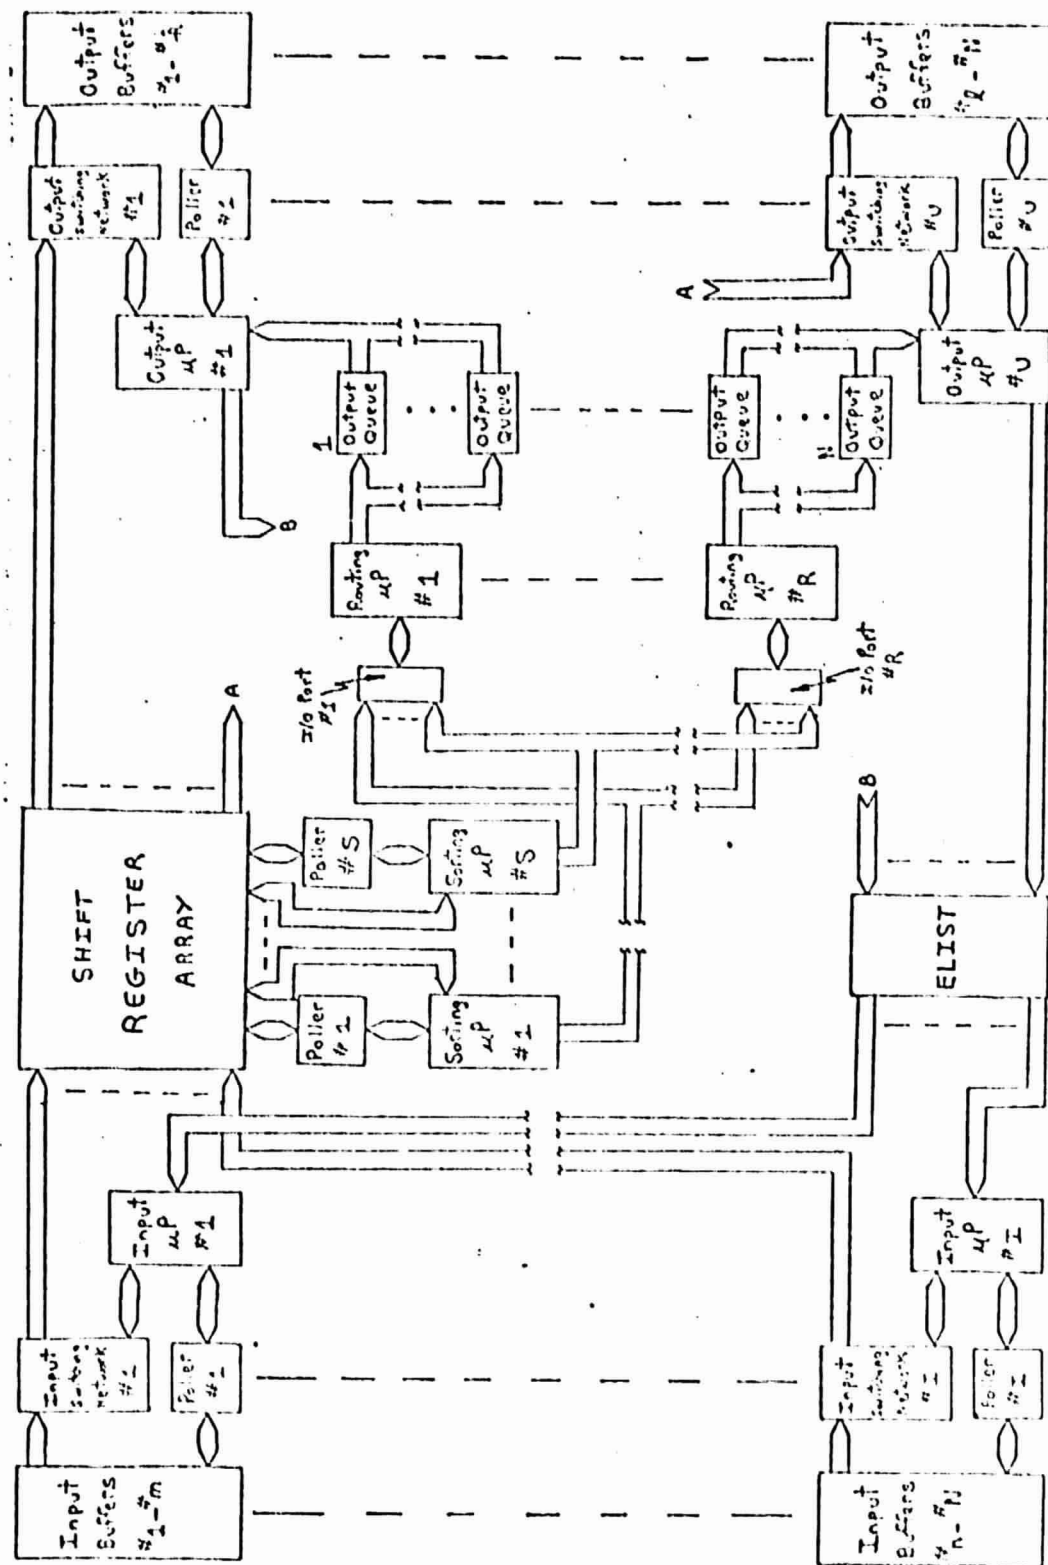 Input
Buffers
#1-#m
Input
Switching
Network
#1
Poller
#1
Input
μP
#1
SHIFT
REGISTER
ARRAY
Poller
#1
Poller
#S
Sorting
μP
#1
Sorting
μP
#S
A
I/O Port
#1
Routing
μP
#1
1
Output
Queue
Output
Queue
B
Output
μP
#1
Output
Switching
Network
#1
Poller
#1
Output
Buffers
Input
Buffers
#n-#N
Input
Switching
Network
#I
Poller
#I
Input
μP
#I
ELIST
B
I/O Port
#R
Routing
μP
#R
Output
Queue
N
Output
Queue
A
Output
μP
#U
Output
Switching
Network
#U
Poller
#U
Output
Buffers
#l-#N